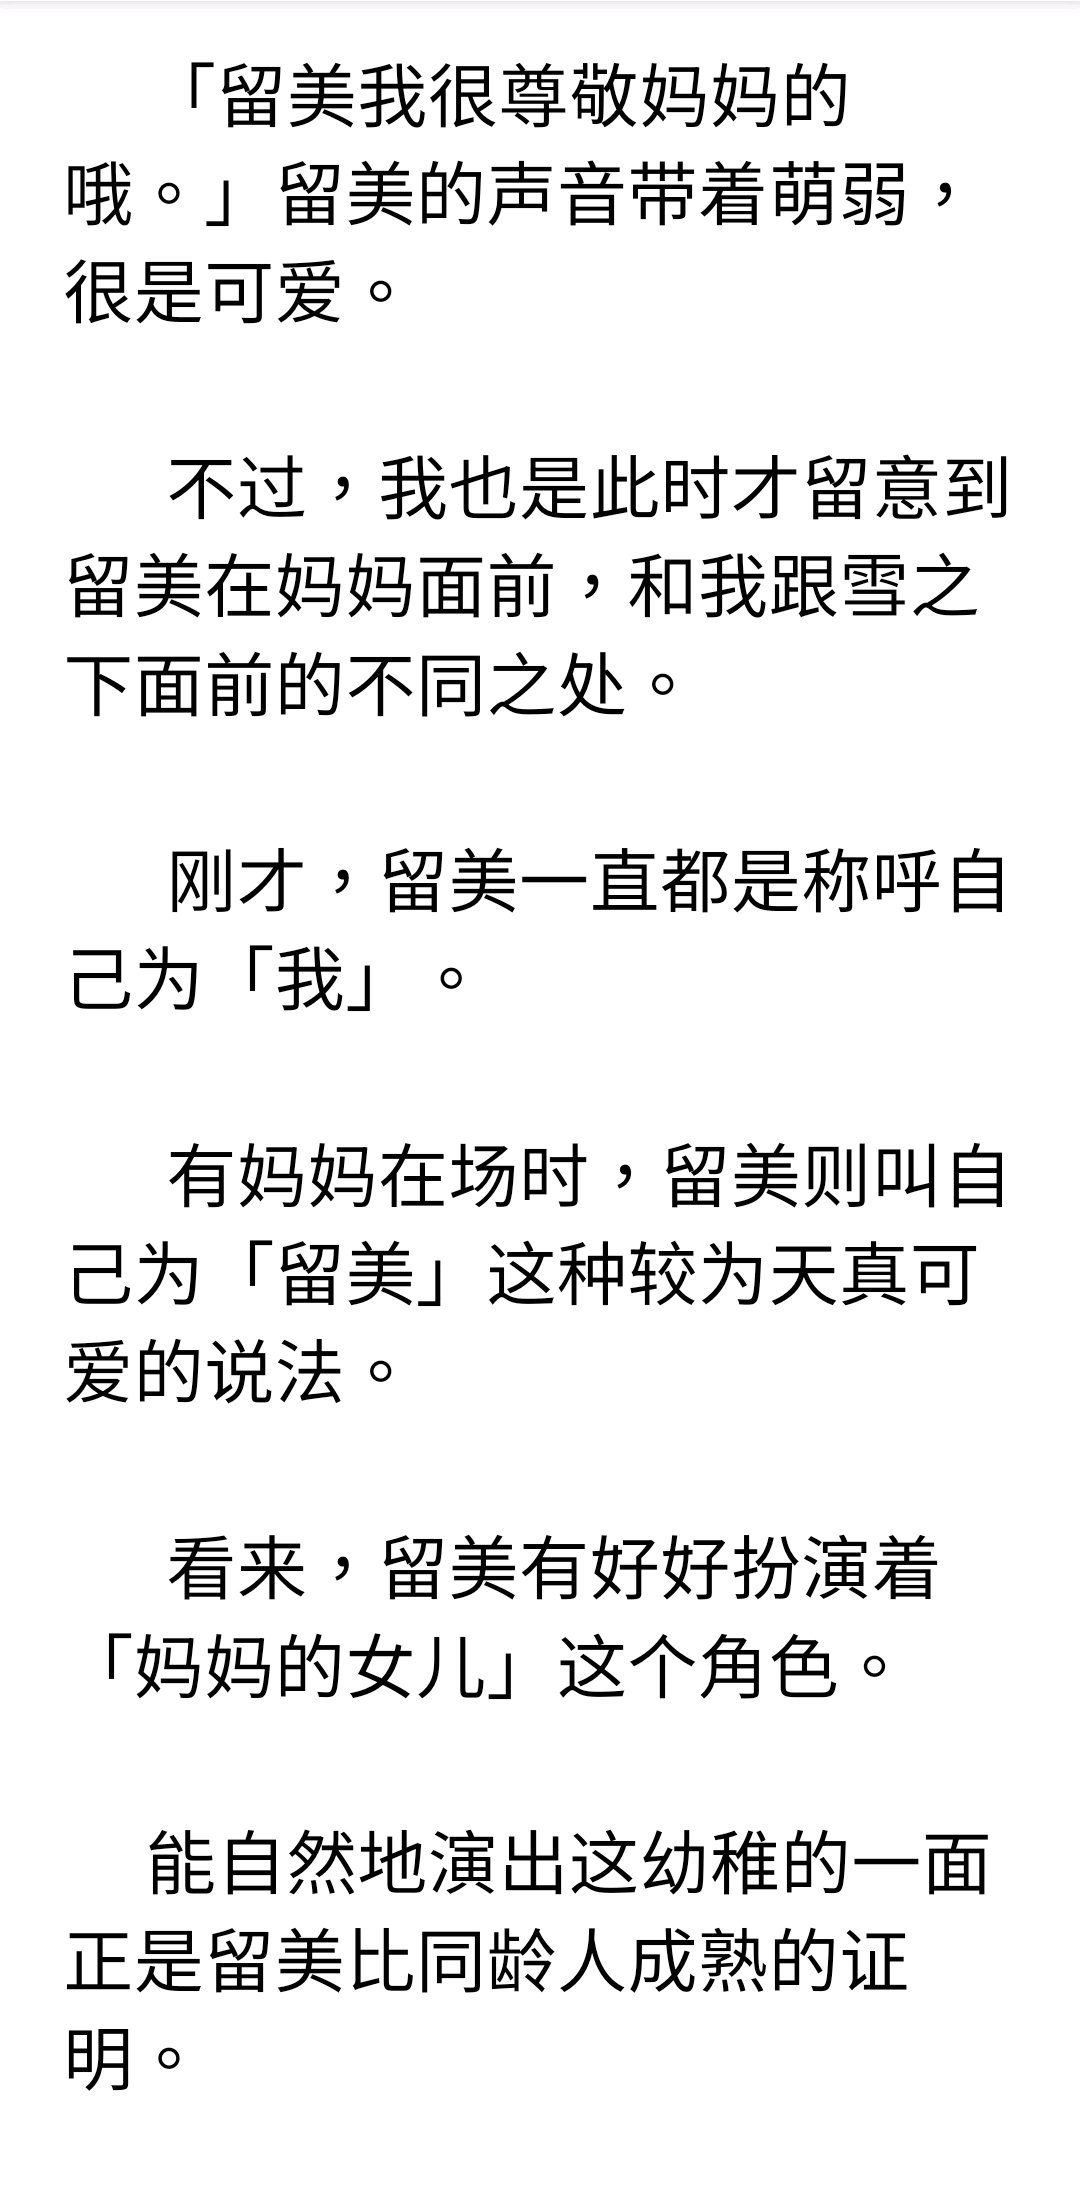 「留美我很尊敬妈妈的
哦。」留美的声音带着萌弱，
很是可爱。
不过，我也是此时才留意到
留美在妈妈面前，和我跟雪之
下面前的不同之处。
刚才，留美一直都是称呼自
己为「我」。
有妈妈在场时，留美则叫自
己为「留美」这种较为天真可
爱的说法。
看来，留美有好好扮演着
「妈妈的女儿」这个角色。
能自然地演出这幼稚的一面
正是留美比同龄人成熟的证
明。